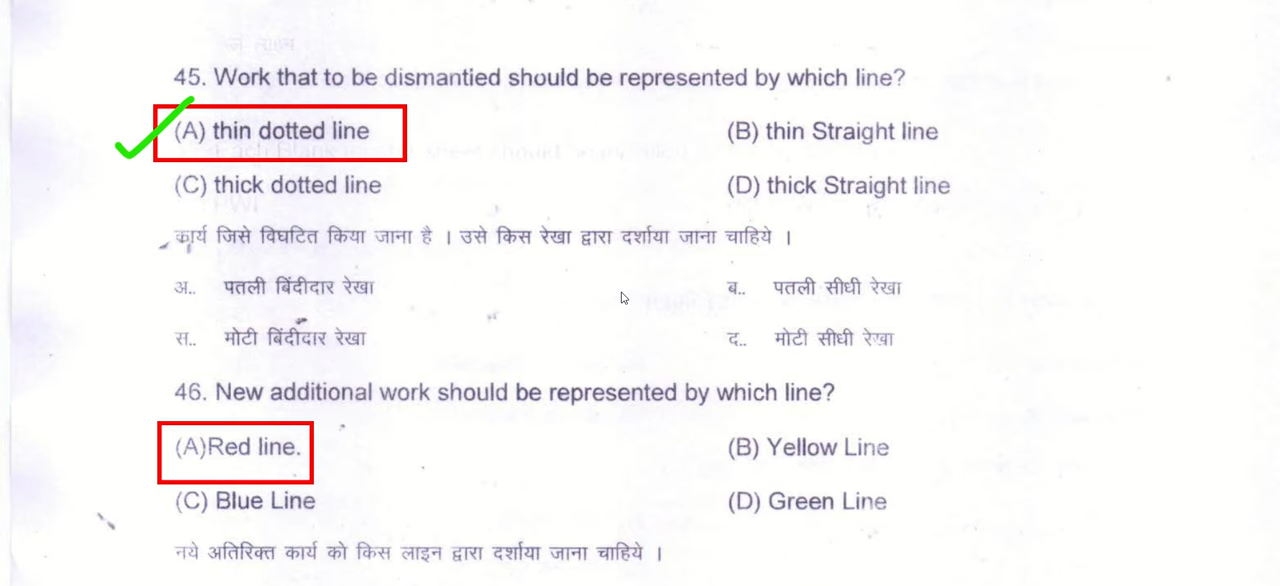 45. Work that to be dismantied should be represented by which line?
(A) thin dotted line (B) thin Straight line
(C) thick dotted line (D) thick Straight line
कार्य जिसे विघटित किया जाना है । उसे किस रेखा द्वारा दर्शाया जाना चाहिये ।
अ.. पतली बिंदीदार रेखा ब.. पतली सीधी रेखा
स.. मोटी बिंदीदार रेखा द.. मोटी सीधी रेखा
46. New additional work should be represented by which line?
(A)Red line. (B) Yellow Line
(C) Blue Line (D) Green Line
नये अतिरिक्त कार्य को किस लाइन द्वारा दर्शाया जाना चाहिये ।